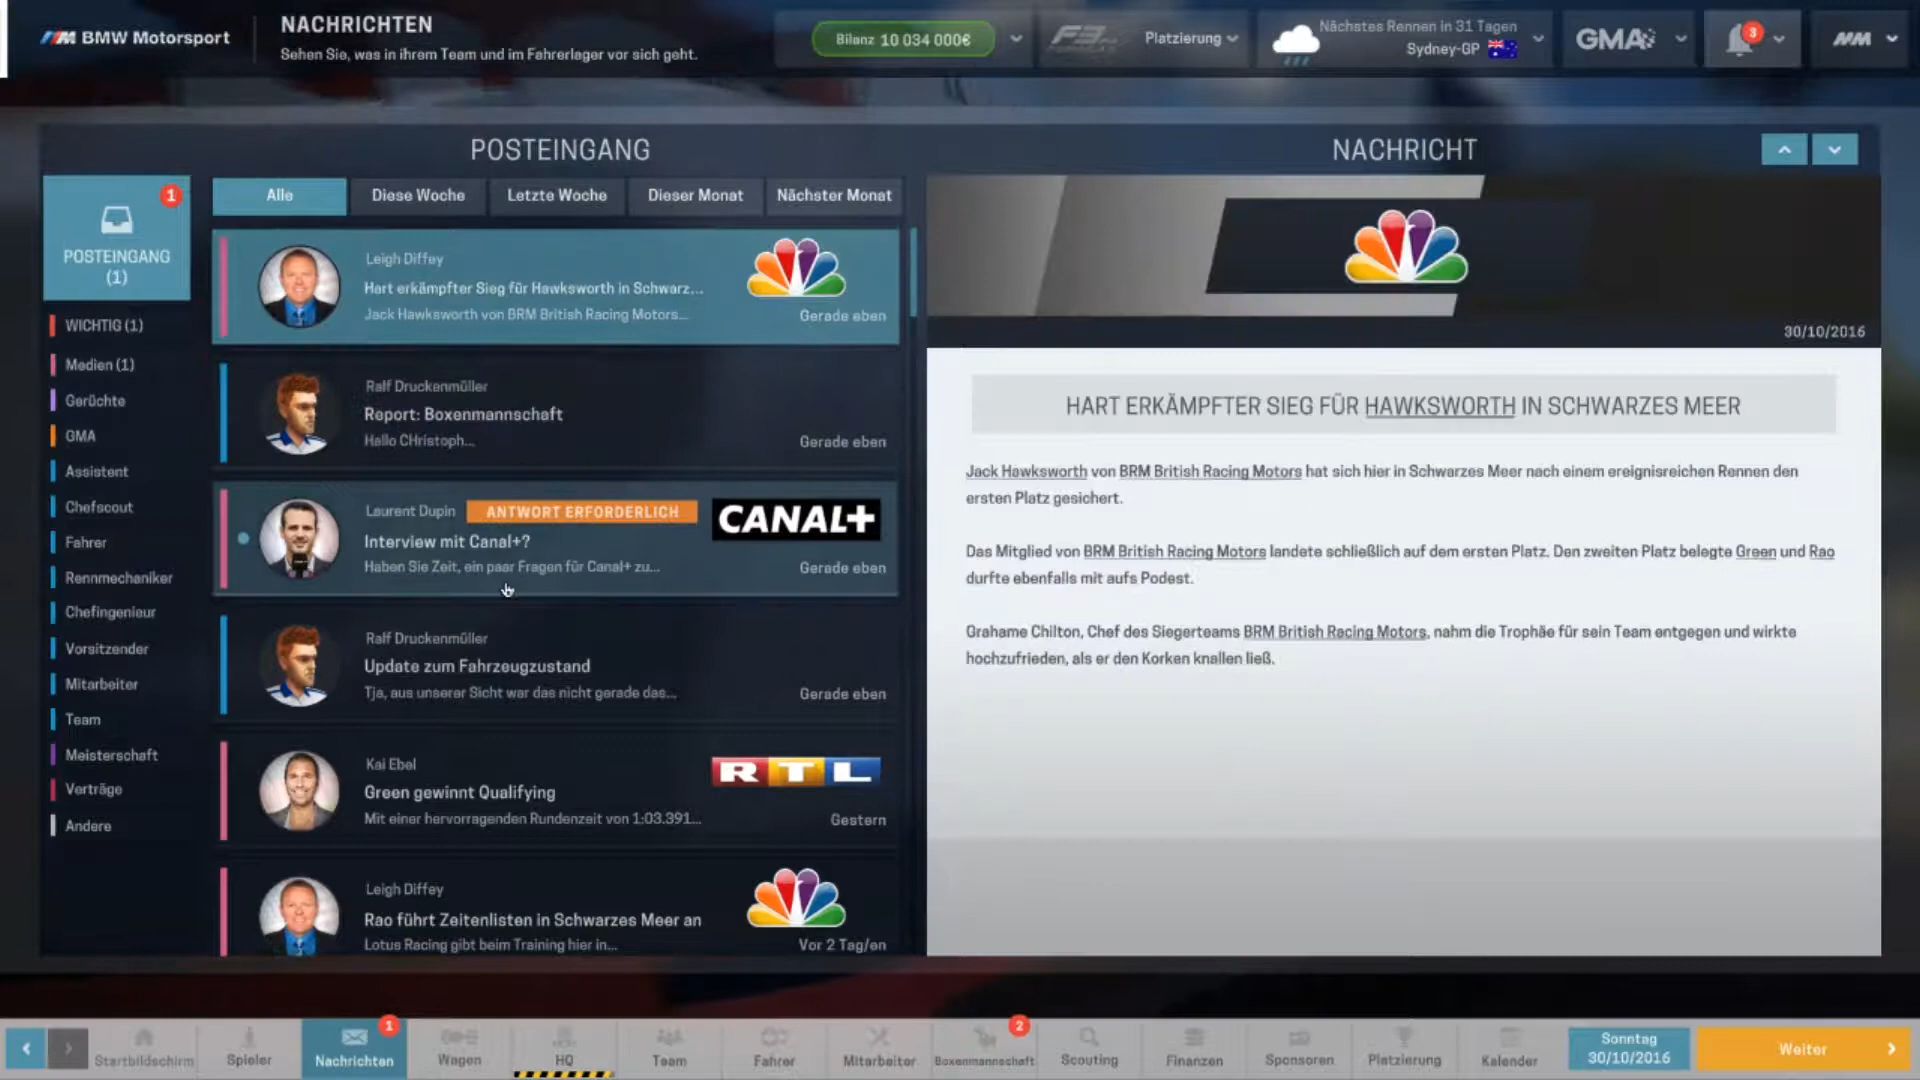 BMW Motorsport
NACHRICHTEN
Sehen Sie, was in ihrem Team und im Fahrerlager vor sich geht.
Bilanz 10 034 000€
F3
Platzierung
Nächstes Rennen in 31 Tagen
Sydney-GP
GMA
3
POSTEINGANG
NACHRICHT
1
POSTEINGANG
(1)
WICHTIG (1)
Medien (1)
Gerüchte
GMA
Assistent
Chefscout
Fahrer
Rennmechaniker
Chefingenieur
Vorsitzender
Mitarbeiter
Team
Meisterschaft
Verträge
Andere
Alle
Diese Woche
Letzte Woche
Dieser Monat
Nächster Monat
Leigh Diffey
Hart erkämpfter Sieg für Hawksworth in Schwarz...
Jack Hawksworth von BRM British Racing Motors...
Gerade eben
Ralf Druckenmüller
Report: Boxenmannschaft
Hallo CHristoph...
Gerade eben
Laurent Dupin
ANTWORT ERFORDERLICH
CANAL+
Interview mit Canal+?
Haben Sie Zeit, ein paar Fragen für Canal+ zu...
Gerade eben
Ralf Druckenmüller
Update zum Fahrzeugzustand
Tja, aus unserer Sicht war das nicht gerade das...
Gerade eben
Kai Ebel
RTL
Green gewinnt Qualifying
Mit einer hervorragenden Rundenzeit von 1:03.391...
Gestern
Leigh Diffey
Rao führt Zeitenlisten in Schwarzes Meer an
Lotus Racing gibt beim Training hier in...
Vor 2 Tag/en
30/10/2016
HART ERKÄMPFTER SIEG FÜR HAWKSWORTH IN SCHWARZES MEER
Jack Hawksworth von BRM British Racing Motors hat sich hier in Schwarzes Meer nach einem ereignisreichen Rennen den
ersten Platz gesichert.
Das Mitglied von BRM British Racing Motors landete schließlich auf dem ersten Platz. Den zweiten Platz belegte Green und Rao
durfte ebenfalls mit aufs Podest.
Grahame Chilton, Chef des Siegerteams BRM British Racing Motors, nahm die Trophäe für sein Team entgegen und wirkte
hochzufrieden, als er den Korken knallen ließ.
Startbildschirm
Spieler
1
Nachrichten
Wagen
HQ
Team
Fahrer
Mitarbeiter
2
Boxenmannschaft
Scouting
Finanzen
Sponsoren
Platzierung
Kalender
Sonntag
30/10/2016
Weiter